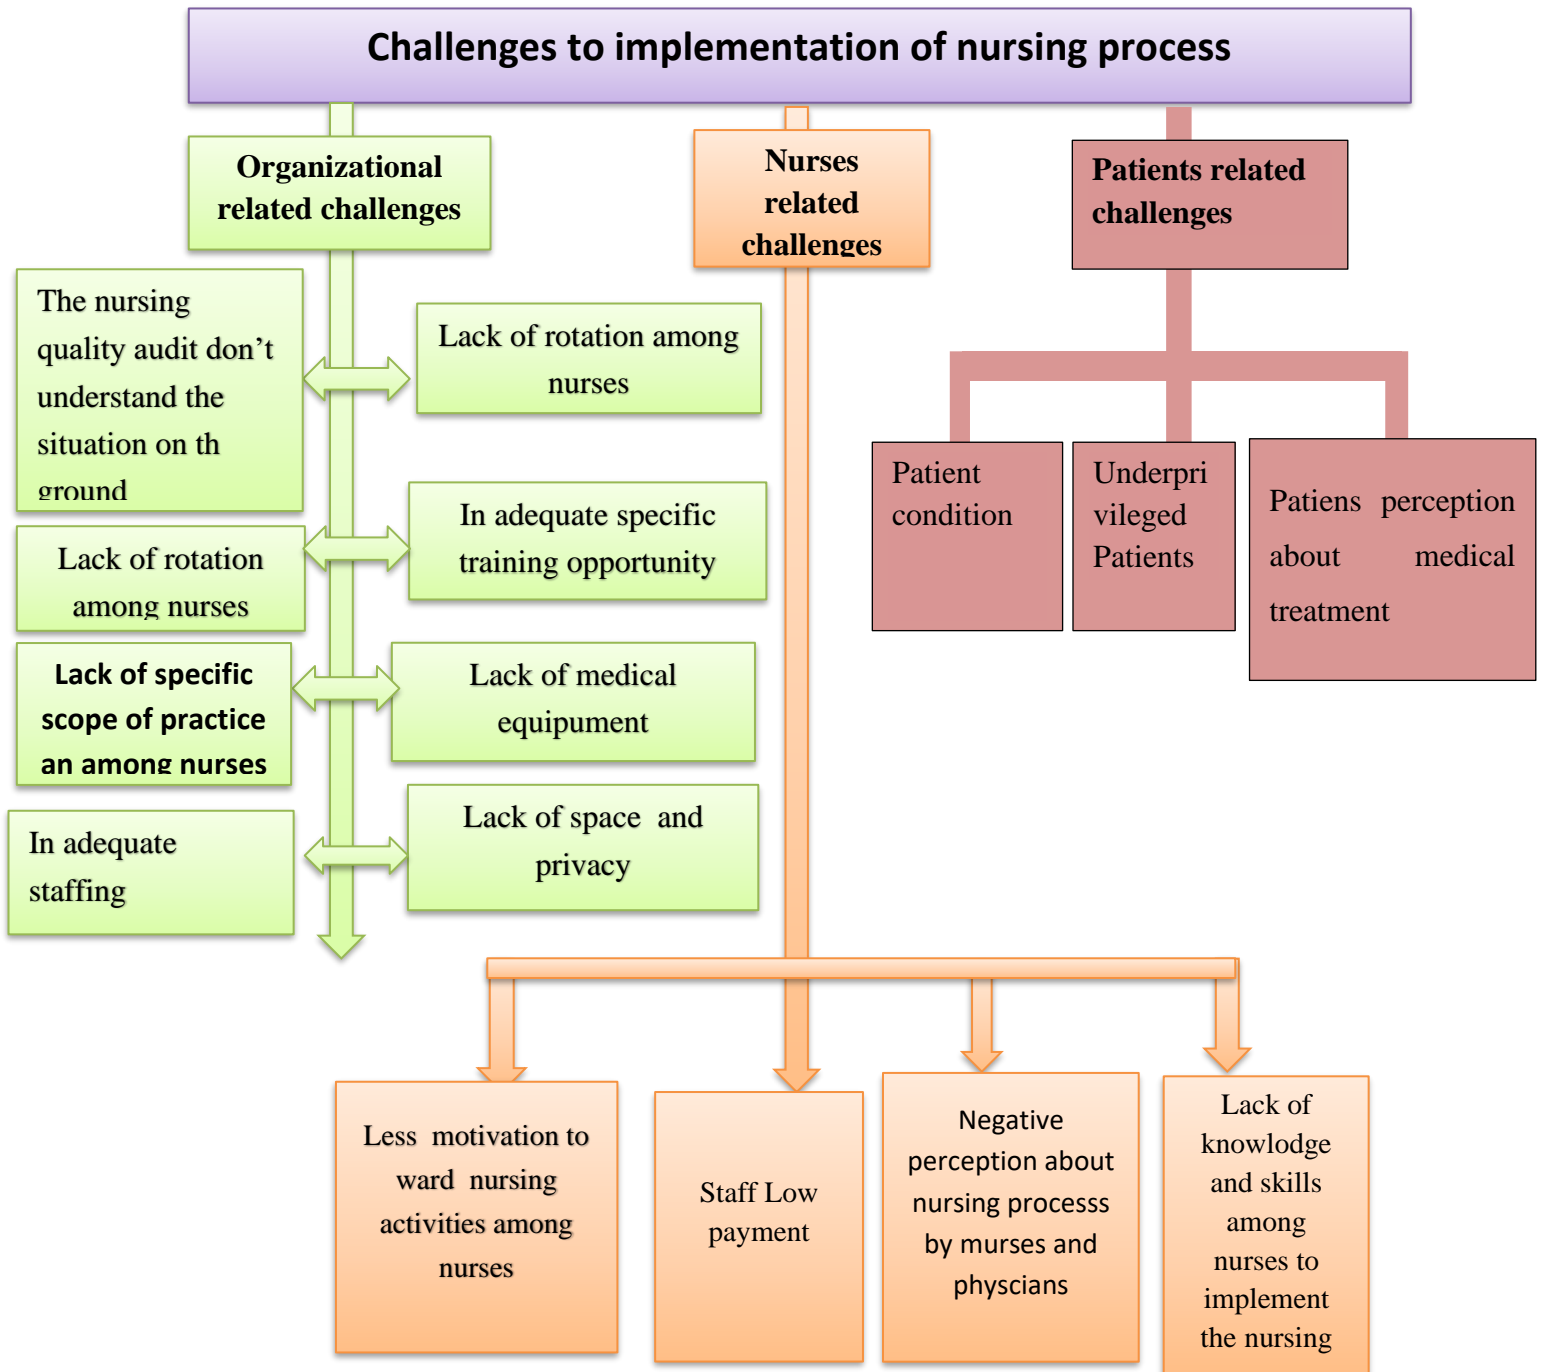 Challenges to implementation of nursing process
Organizational
related challenges
Nurses
related
challenges
Patients related
challenges
The nursing
quality audit don’t
understand the
situation on th
ground
Lack of rotation among
nurses
In adequate specific
training opportunity
Lack of rotation
among nurses
Lack of specific
scope of practice
an among nurses
Lack of medical
equipument
In adequate
staffing
Lack of space and
privacy
Patient
condition
Underpri
vileged
Patients
Patiens perception
about medical
treatment
Less motivation to
ward nursing
activities among
nurses
Staff Low
payment
Negative
perception about
nursing processs
by murses and
physcians
Lack of
knowlodge
and skills
among
nurses to
implement
the nursing